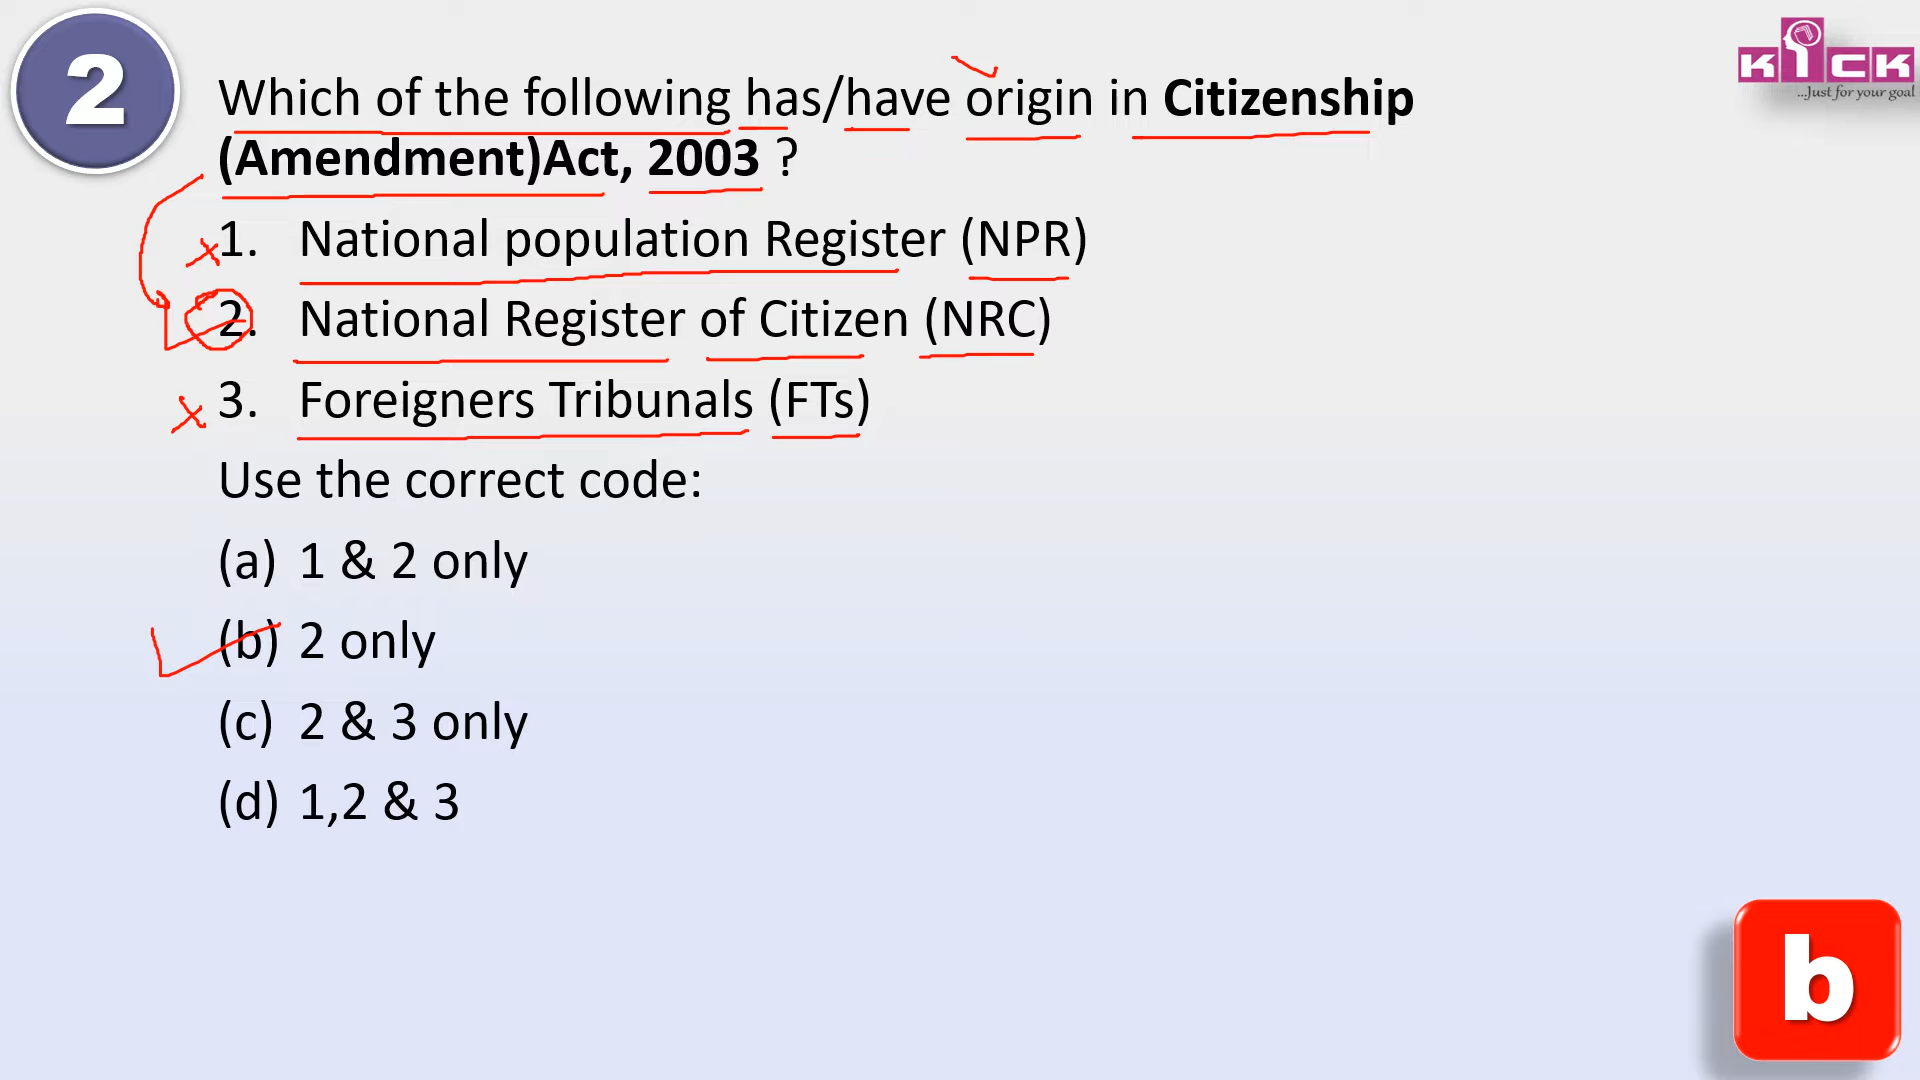 2
KICK
...Just for your goal
Which of the following has/have origin in Citizenship
(Amendment)Act, 2003 ?
1. National population Register (NPR)
2. National Register of Citizen (NRC)
3. Foreigners Tribunals (FTs)
Use the correct code:
(a) 1 & 2 only
(b) 2 only
(c) 2 & 3 only
(d) 1,2 & 3
b